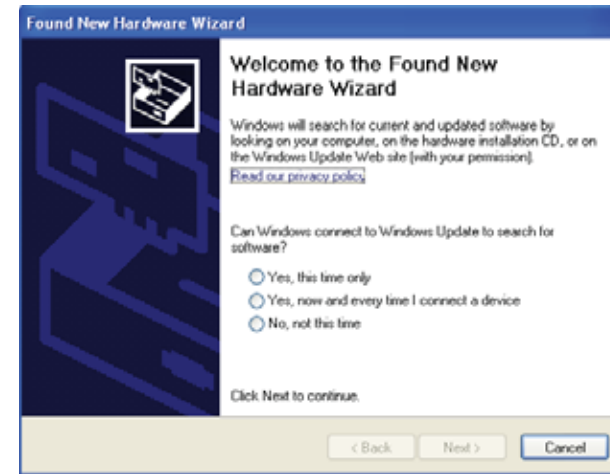 Found New Hardware Wizard
Welcome to the Found New
Hardware Wizard
Windows will search for current and updated software by
looking on your computer, on the hardware installation CD, or on
the Windows Update Web site (with your permission).
Read our privacy policy
Can Windows connect to Windows Update to search for
software?
Yes, this time only
Yes, now and every time I connect a device
No, not this time
Click Next to continue.
< Back
Next >
Cancel